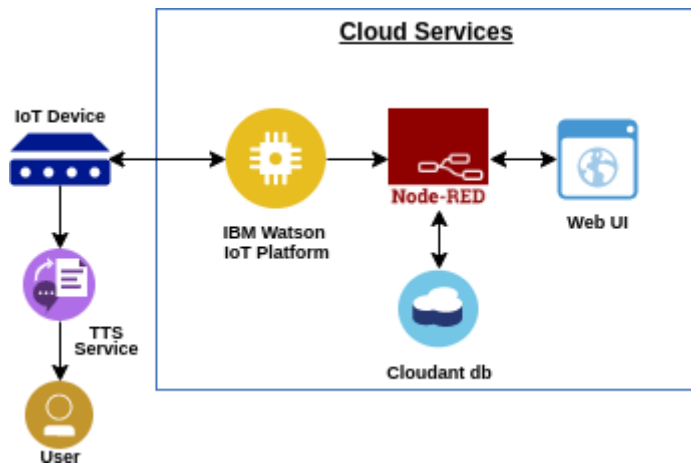 Cloud Services
IoT Device
Node-RED
IBM Watson
IoT Platform
Web UI
TTS
Service
Cloudant db
User